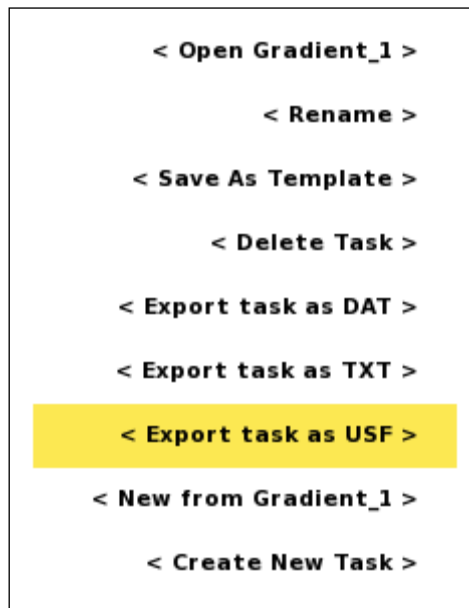 < Open Gradient_1 >
< Rename >
< Save As Template >
< Delete Task >
< Export task as DAT >
< Export task as TXT >
< Export task as USF >
< New from Gradient_1 >
< Create New Task >